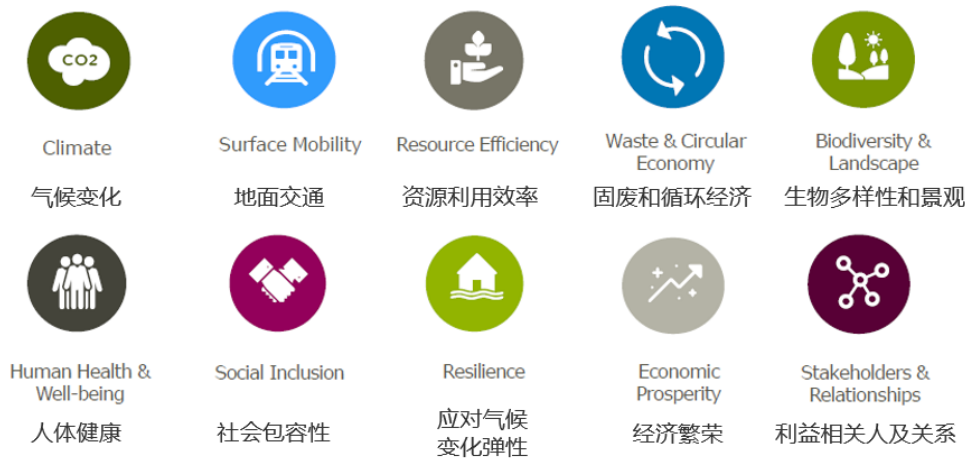 CO2
Climate
气候变化
Surface Mobility
地面交通
Resource Efficiency
资源利用效率
Waste & Circular
Economy
固废和循环经济
Biodiversity &
Landscape
生物多样性和景观
Human Health &
Well-being
人体健康
Social Inclusion
社会包容性
Resilience
应对气候
变化弹性
Economic
Prosperity
经济繁荣
Stakeholders &
Relationships
利益相关人及关系